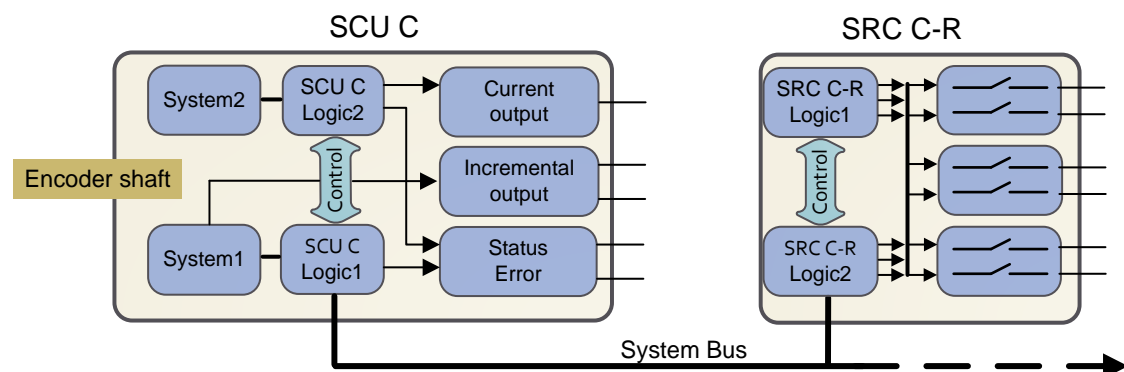 SCU C
SRC C-R
System2
SCU C
Logic2
Current
output
Encoder shaft
Control
Incremental
output
System1
SCU C
Logic1
Status
Error
SRC C-R
Logic1
Control
SRC C-R
Logic2
System Bus